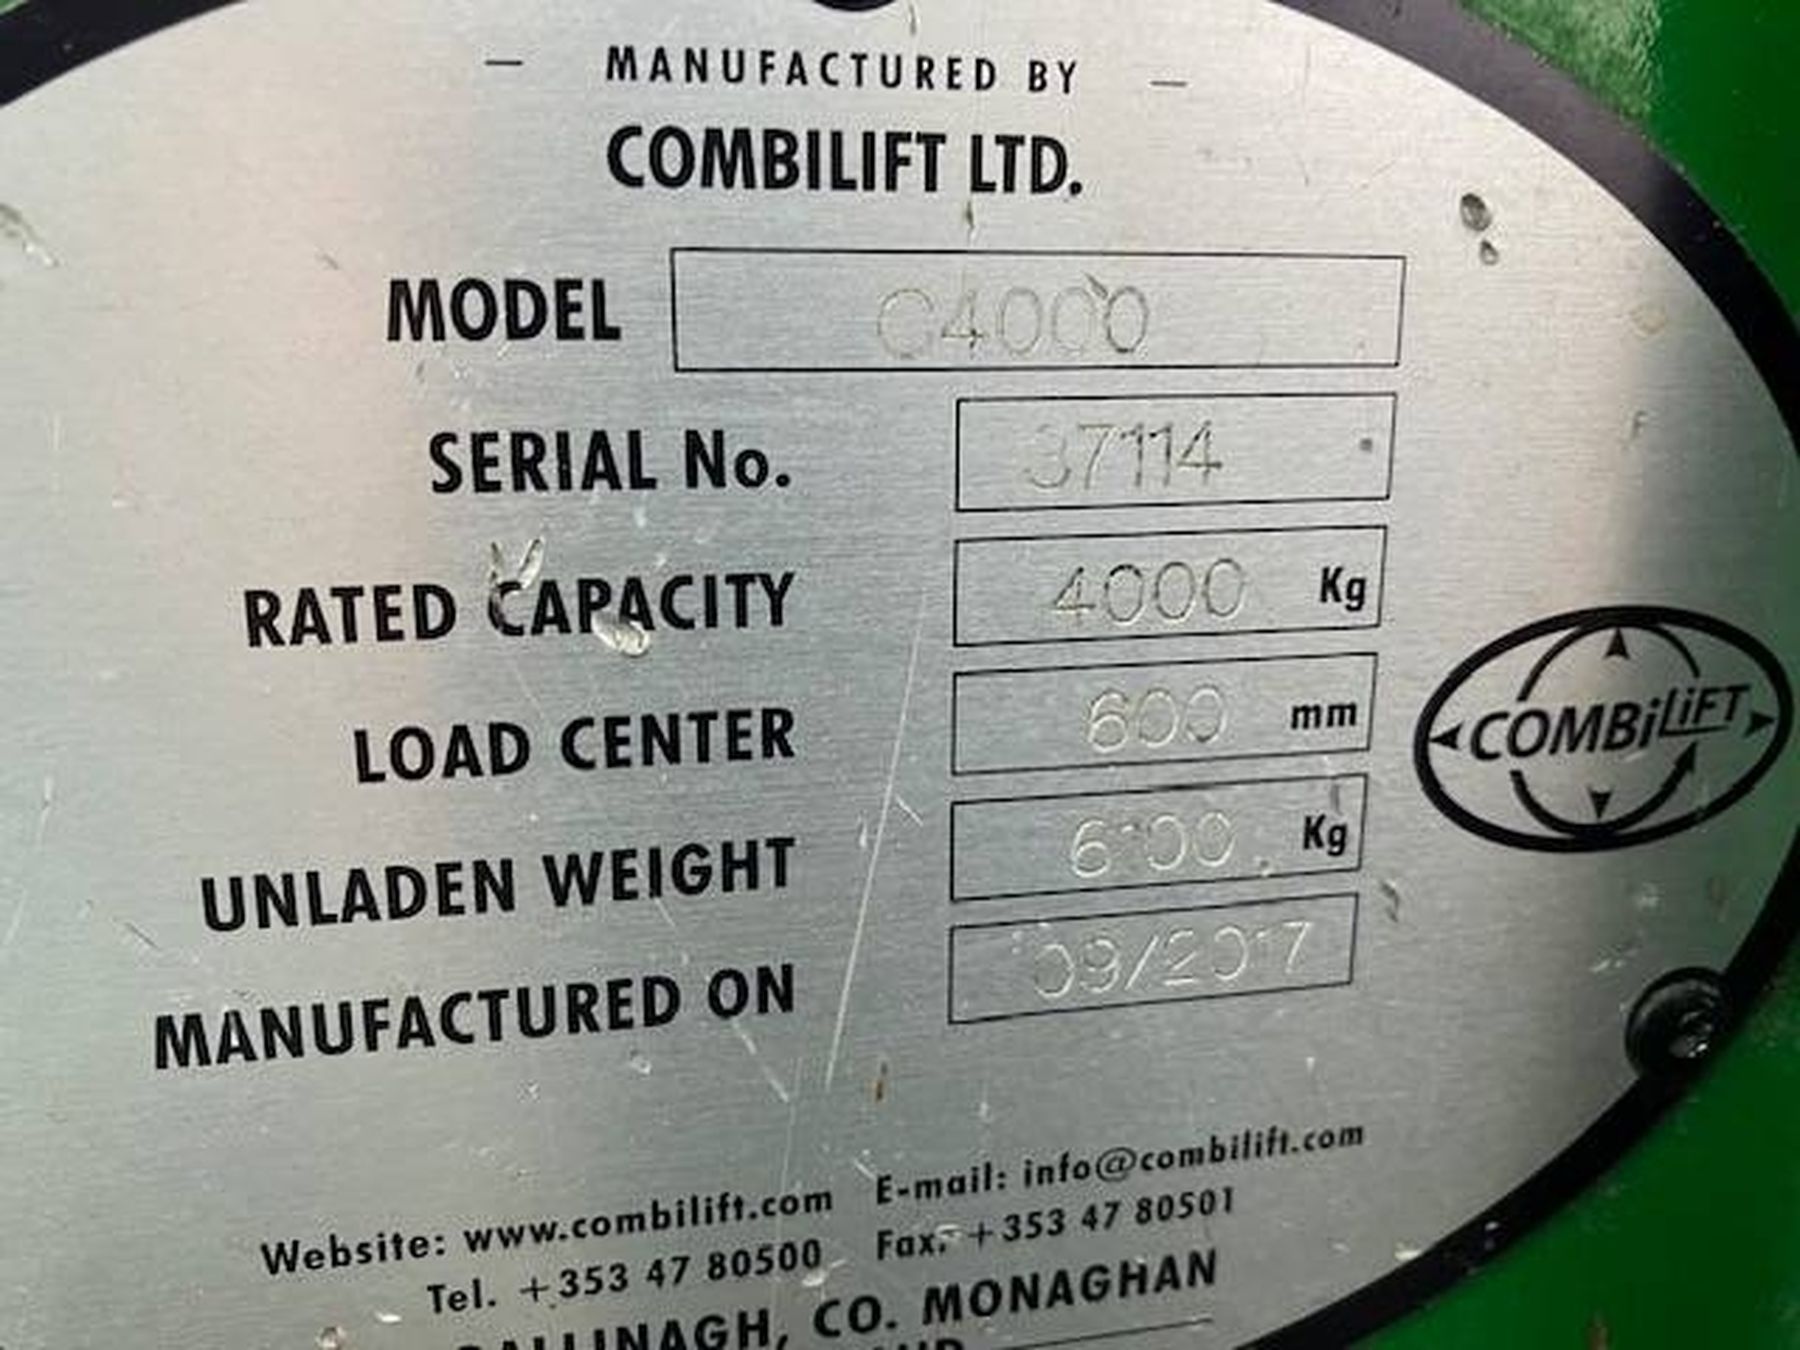 — MANUFACTURED BY —
COMBILIFT LTD.
MODEL C4000
SERIAL No. 37114
RATED CAPACITY 4000 Kg
LOAD CENTER 600 mm
UNLADEN WEIGHT Kg
MANUFACTURED ON 09/2017
COMBiLiFT
Website: www.combilift.com E-mail: info@combilift.com
Tel. +353 47 80500 Fax. +353 47 80501
CO. MONAGHAN